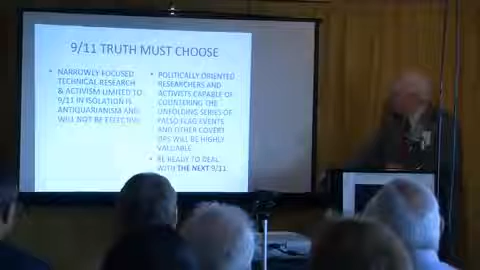 9/11 TRUTH MUST CHOOSE
• NARROWLY FOCUSED
TECHNICAL RESEARCH
& ACTIVISM LIMITED TO
9/11 IN ISOLATION IS
ANTIQUARIANISM AND
WILL NOT BE EFFECTIVE
• POLITICALLY ORIENTED
RESEARCHERS AND
ACTIVISTS CAPABLE OF
COUNTERING THE
UNFOLDING SERIES OF
FALSE FLAG EVENTS
AND OTHER COVERT
OPS WILL BE HIGHLY
VALUABLE
• BE READY TO DEAL
WITH THE NEXT 9/11